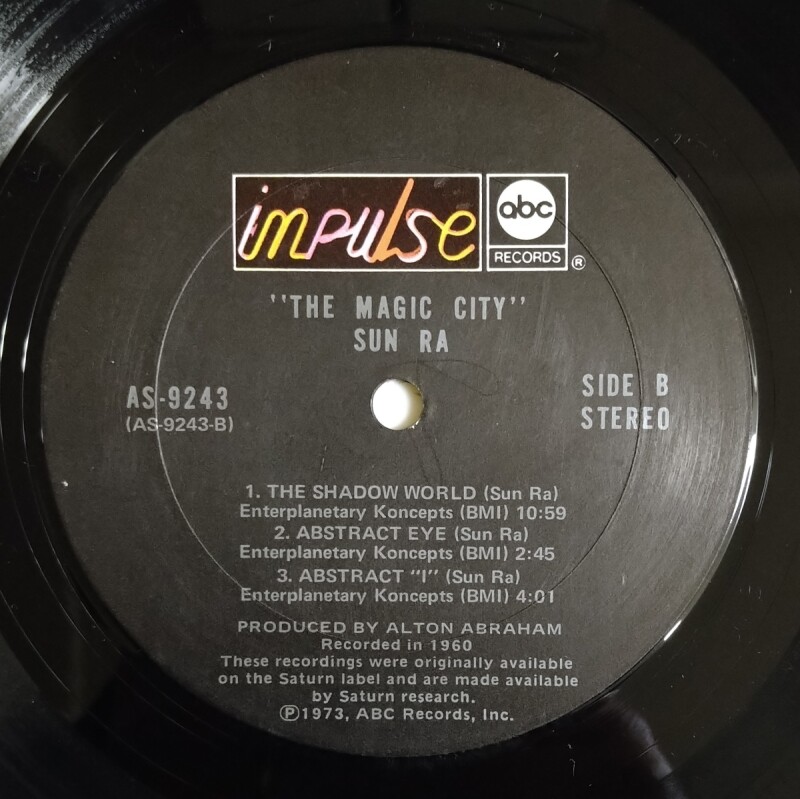 impulse
abc
RECORDS ®
"THE MAGIC CITY"
SUN RA
AS-9243
(AS-9243-B)
SIDE B
STEREO
1. THE SHADOW WORLD (Sun Ra)
Enterplanetary Koncepts (BMI) 10:59
2. ABSTRACT EYE (Sun Ra)
Enterplanetary Koncepts (BMI) 2:45
3. ABSTRACT "I" (Sun Ra)
Enterplanetary Koncepts (BMI) 4:01
PRODUCED BY ALTON ABRAHAM
Recorded in 1960
These recordings were originally available
on the Saturn label and are made available
by Saturn research.
℗1973, ABC Records, Inc.